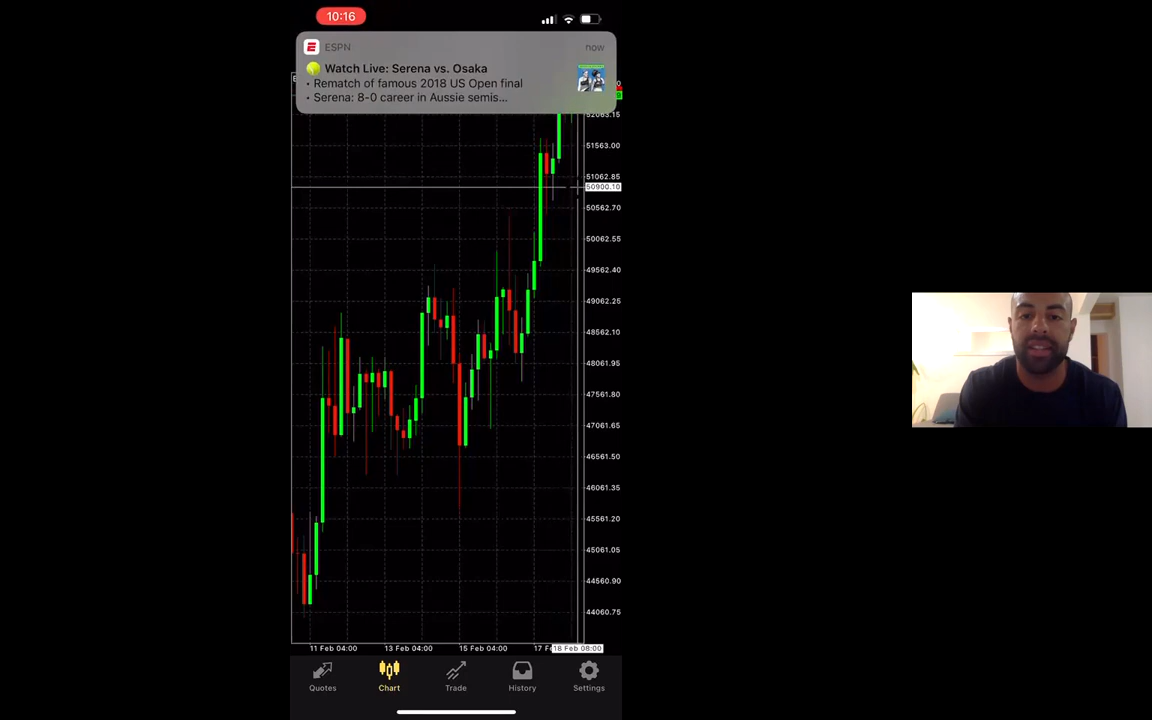 10:16
ESPN
now
Watch Live: Serena vs. Osaka
• Rematch of famous 2018 US Open final
• Serena: 8-0 career in Aussie semis...
52063.15
51563.00
51062.85
50900.10
50562.70
50062.55
49562.40
49062.25
48562.10
48061.95
47561.80
47061.65
46561.50
46061.35
45561.20
45061.05
44560.90
44060.75
11 Feb 04:00
13 Feb 04:00
15 Feb 04:00
17 F
18 Feb 08:00
Quotes
Chart
Trade
History
Settings